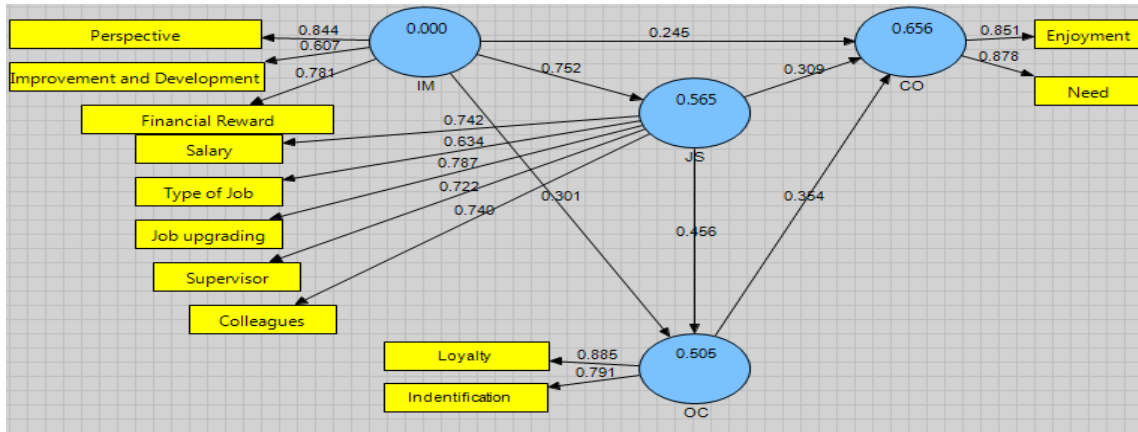 Perspective
0.844
0.000
0.245
0.656
0.851
Enjoyment
0.607
Improvement and Development
0.781
IM
0.752
0.309
CO
0.878
Need
Financial Reward
0.742
0.565
Salary
0.634
JS
Type of Job
0.787
0.722
0.301
0.354
Job upgrading
0.740
0.456
Supervisor
Colleagues
Loyalty
0.885
0.505
0.791
Indentification
OC